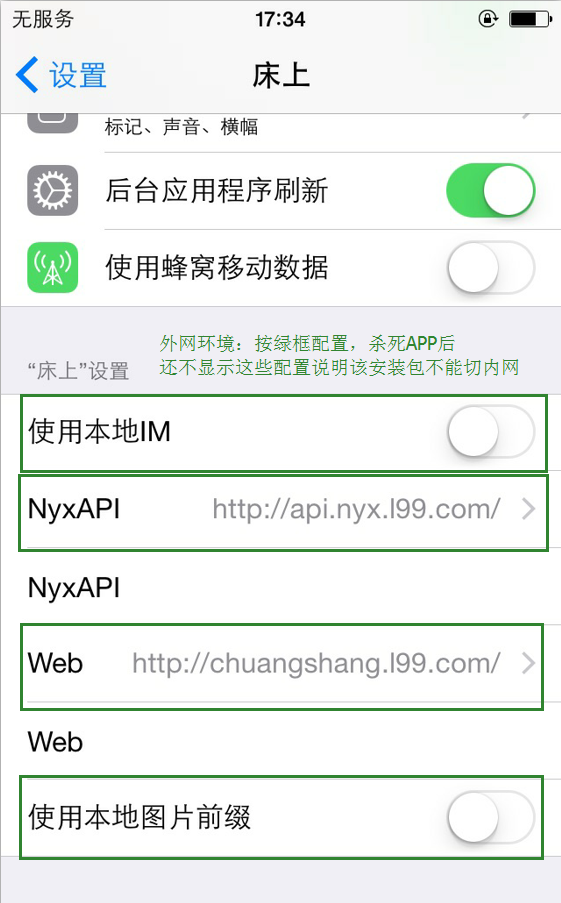 无服务 17:34
设置 床上
标记、声音、横幅
后台应用程序刷新
使用蜂窝移动数据
外网环境：按绿框配置，杀死APP后
还不显示这些配置说明该安装包不能切内网
“床上”设置
使用本地IM
NyxAPI http://api.nyx.l99.com/
NyxAPI
Web http://chuangshang.l99.com/
Web
使用本地图片前缀